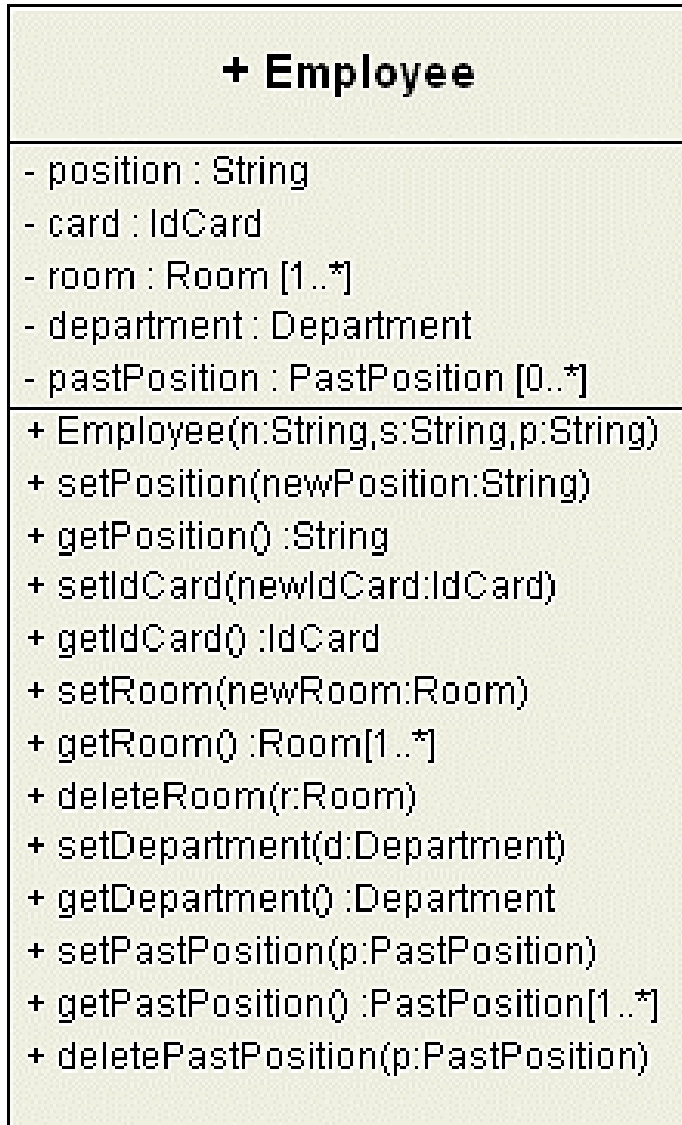 + Employee
- position : String
- card : IdCard
- room : Room [1..*]
- department : Department
- pastPosition : PastPosition [0..*]
+ Employee(n:String,s:String,p:String)
+ setPosition(newPosition:String)
+ getPosition() :String
+ setIdCard(newIdCard:IdCard)
+ getIdCard() :IdCard
+ setRoom(newRoom:Room)
+ getRoom() :Room[1..*]
+ deleteRoom(r:Room)
+ setDepartment(d:Department)
+ getDepartment() :Department
+ setPastPosition(p:PastPosition)
+ getPastPosition() :PastPosition[1..*]
+ deletePastPosition(p:PastPosition)